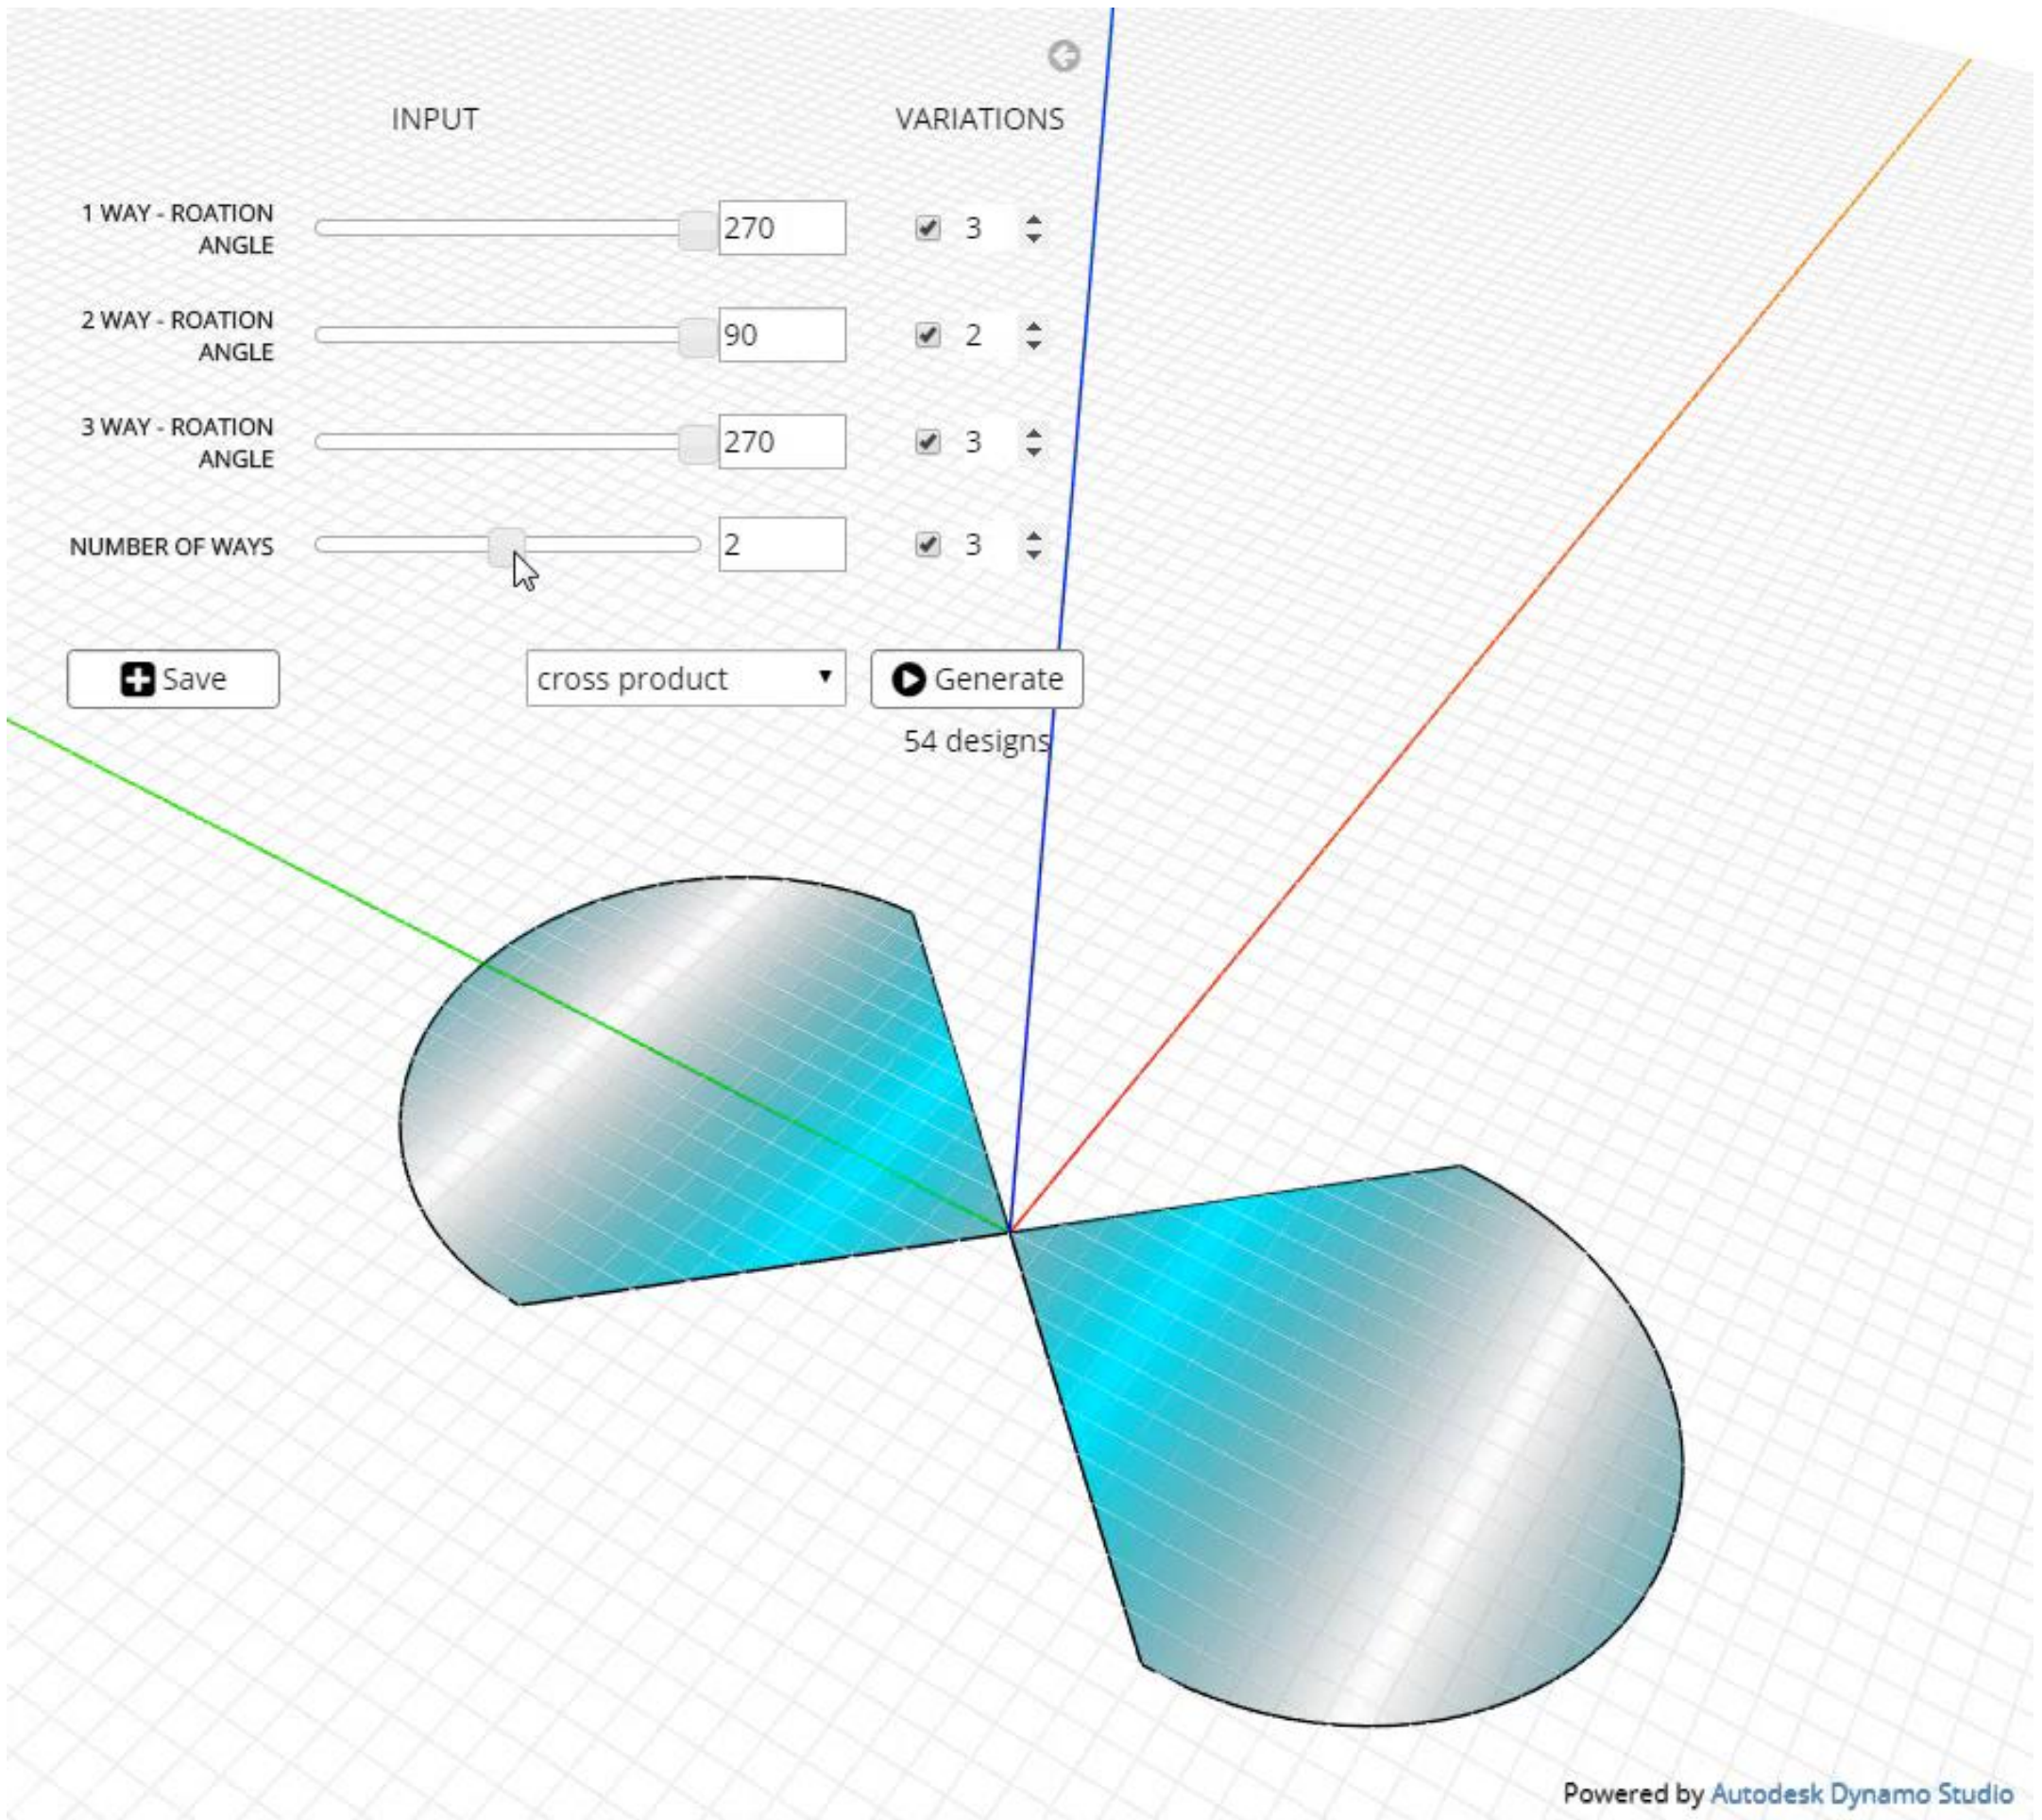 INPUT VARIATIONS
1 WAY - ROATION
ANGLE
270 3
2 WAY - ROATION
ANGLE
90 2
3 WAY - ROATION
ANGLE
270 3
NUMBER OF WAYS 2 3
Save cross product Generate
54 designs
Powered by Autodesk Dynamo Studio